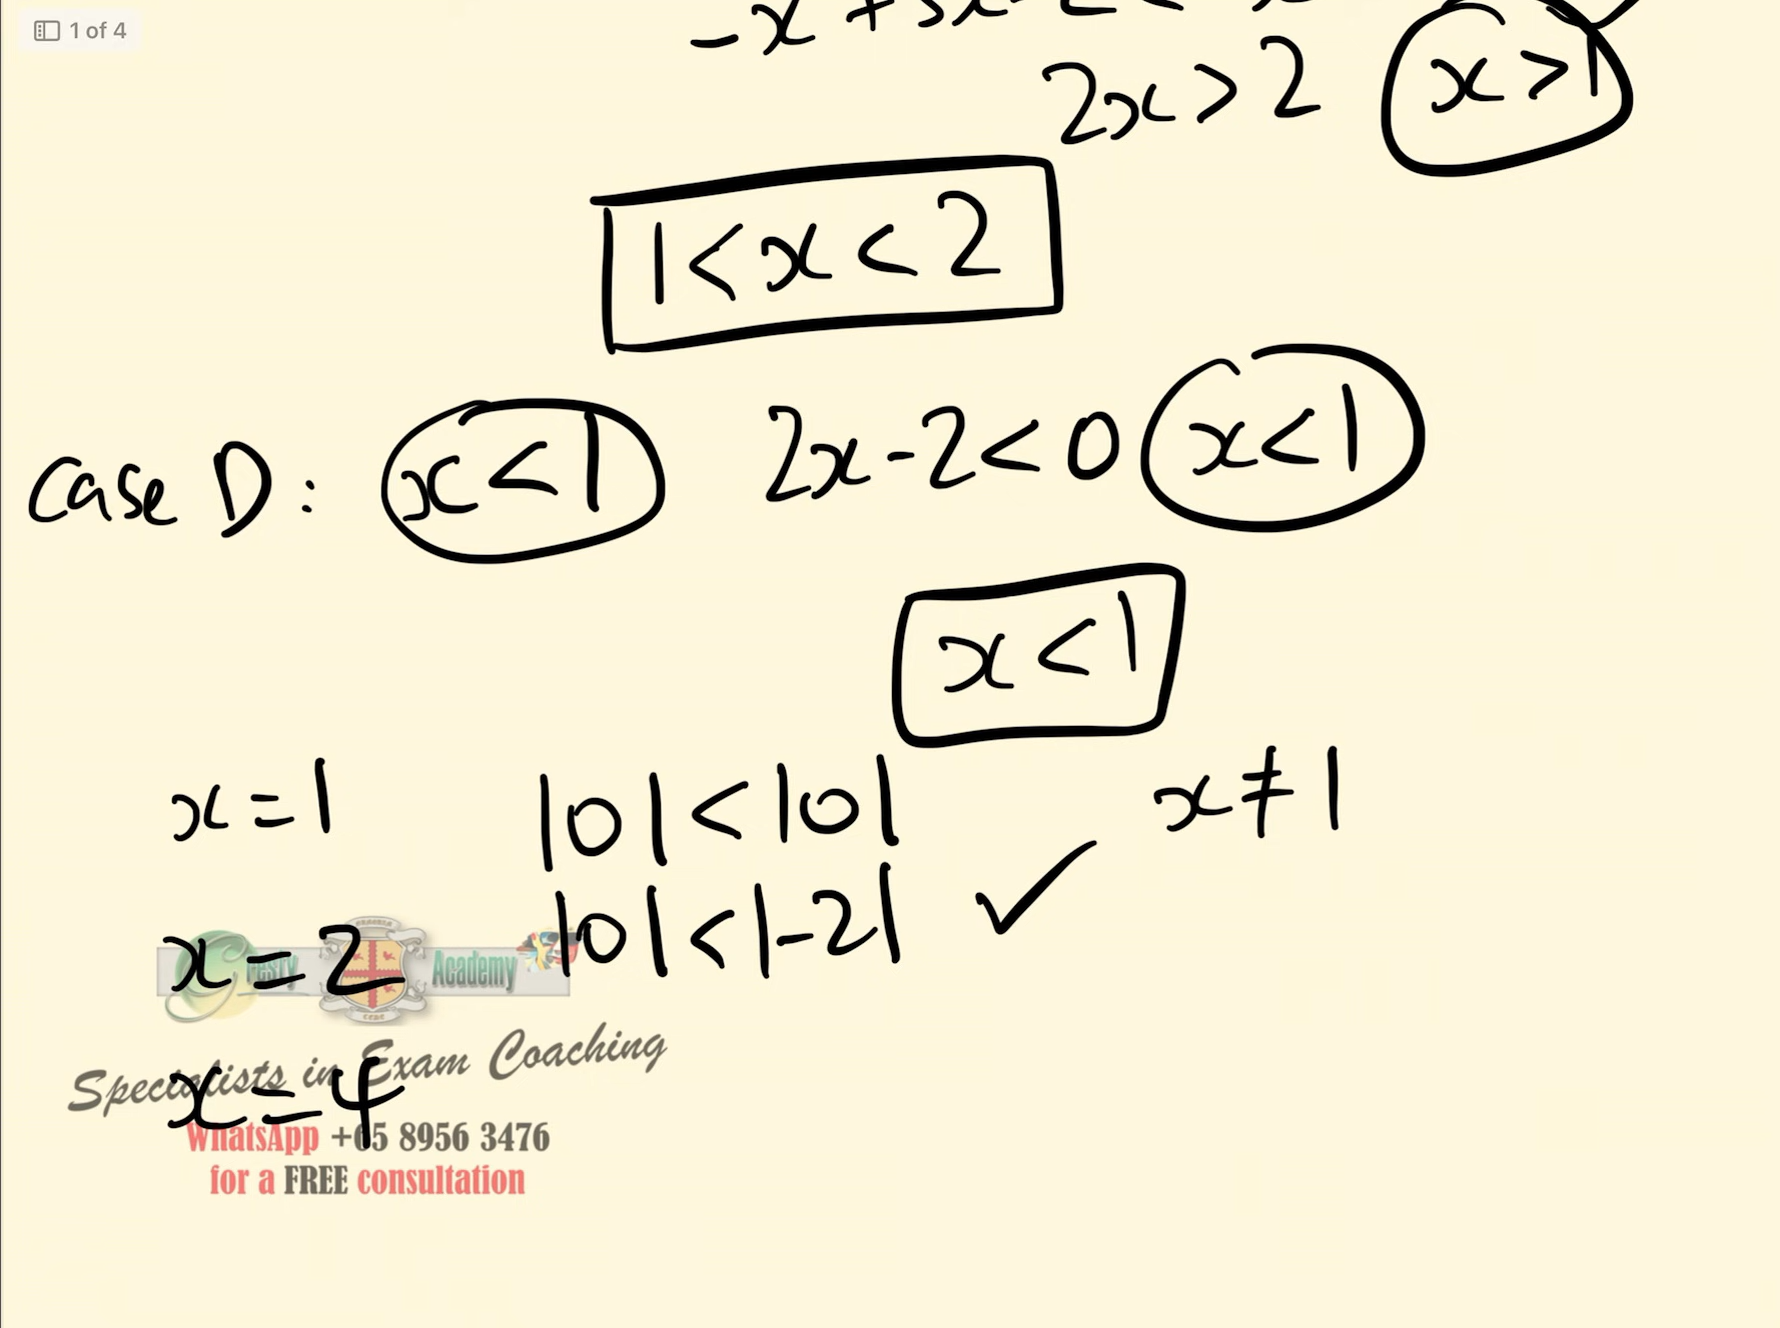 1 of 4
2x > 2 x > 1
1 < x < 2
Case D: x < 1 2x - 2 < 0 x < 1
x < 1
x = 1 |0| < |0| x ≠ 1
x = 2 |0| < |-2| ✓
Academy
Specialists in Exam Coaching
x = 4
WhatsApp +65 8956 3476
for a FREE consultation